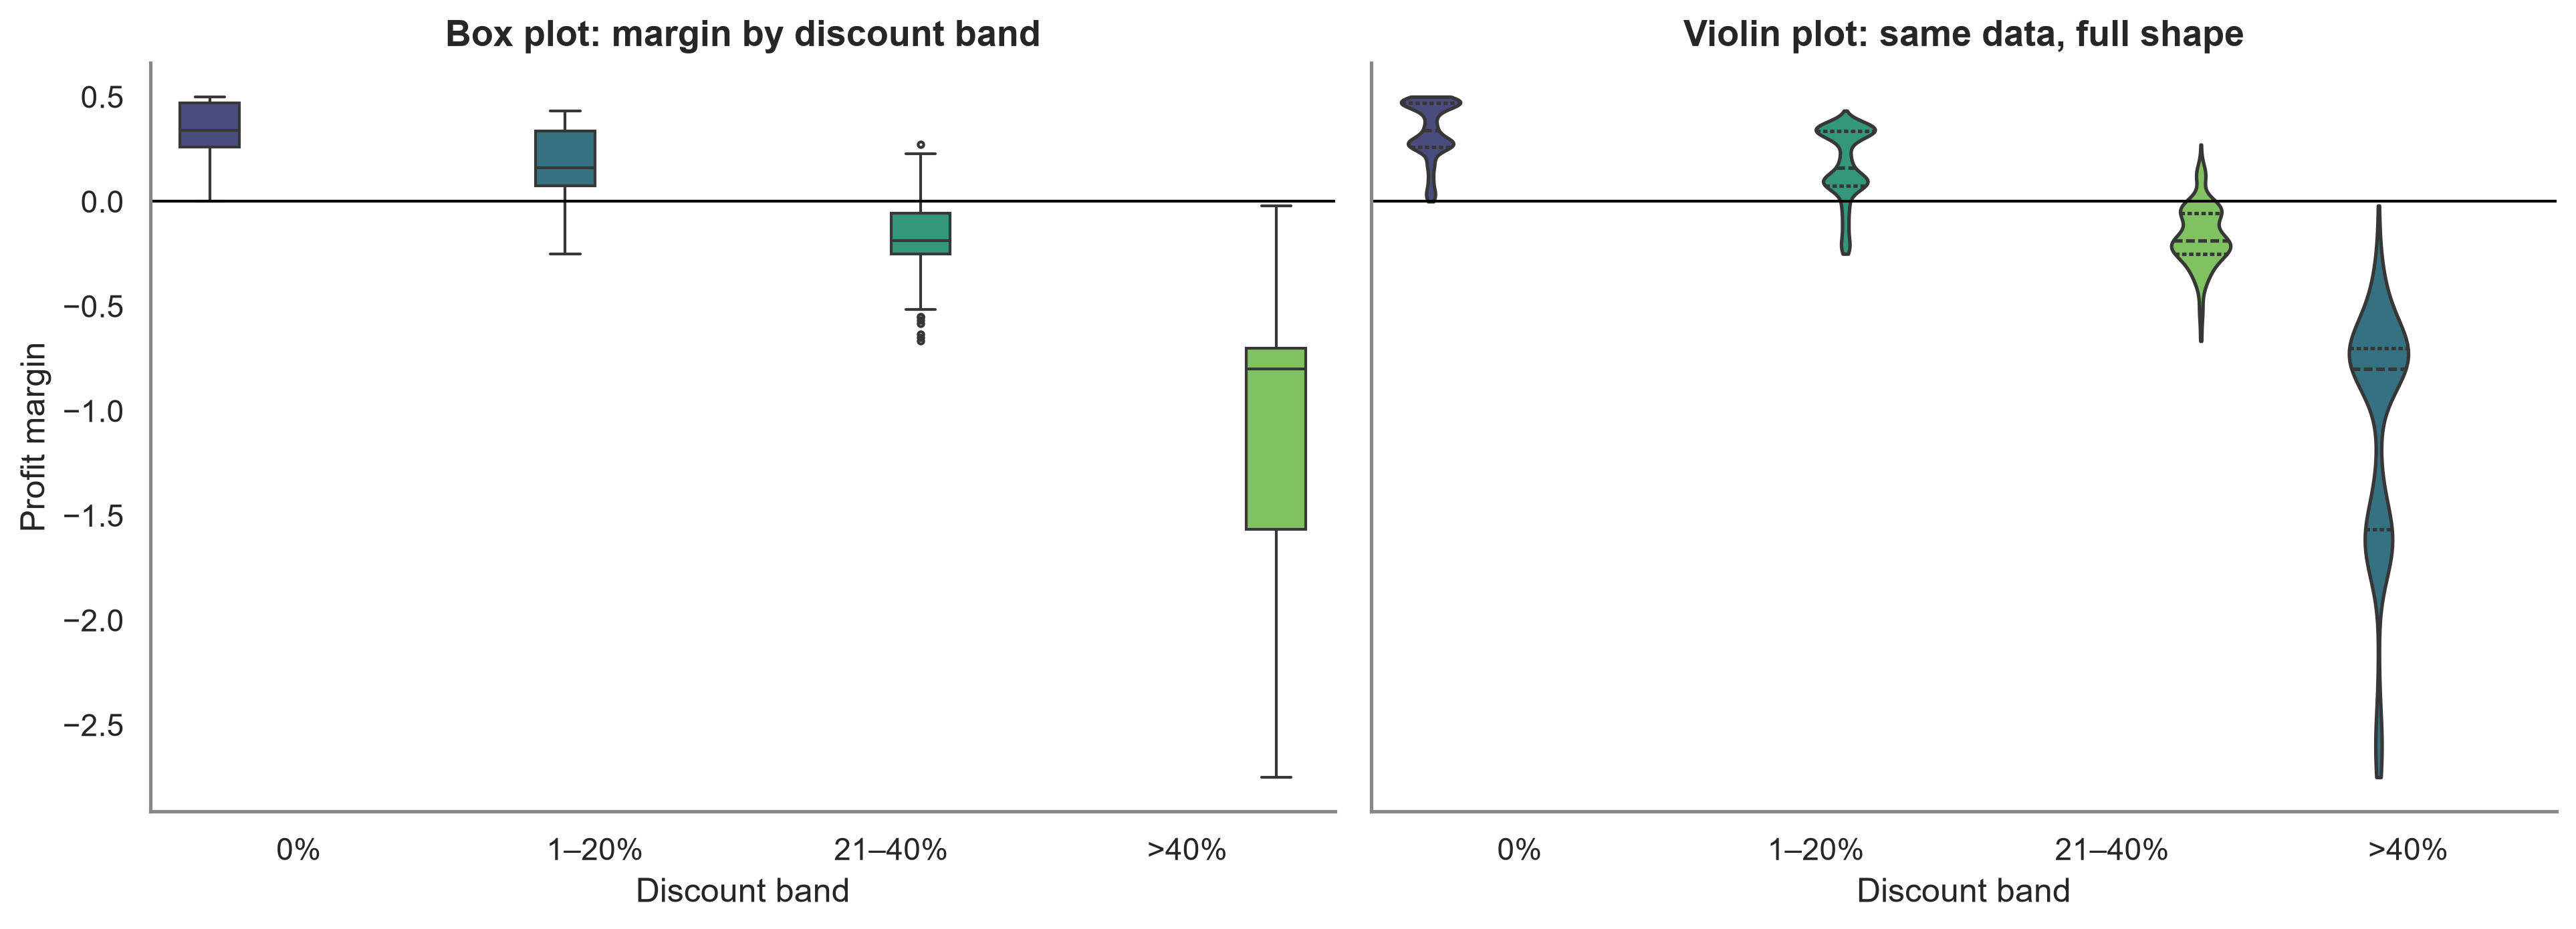 Box plot: margin by discount band
Violin plot: same data, full shape
Profit margin
0.5
0.0
−0.5
−1.0
−1.5
−2.0
−2.5
0% 1–20% 21–40% >40%
Discount band
0% 1–20% 21–40% >40%
Discount band